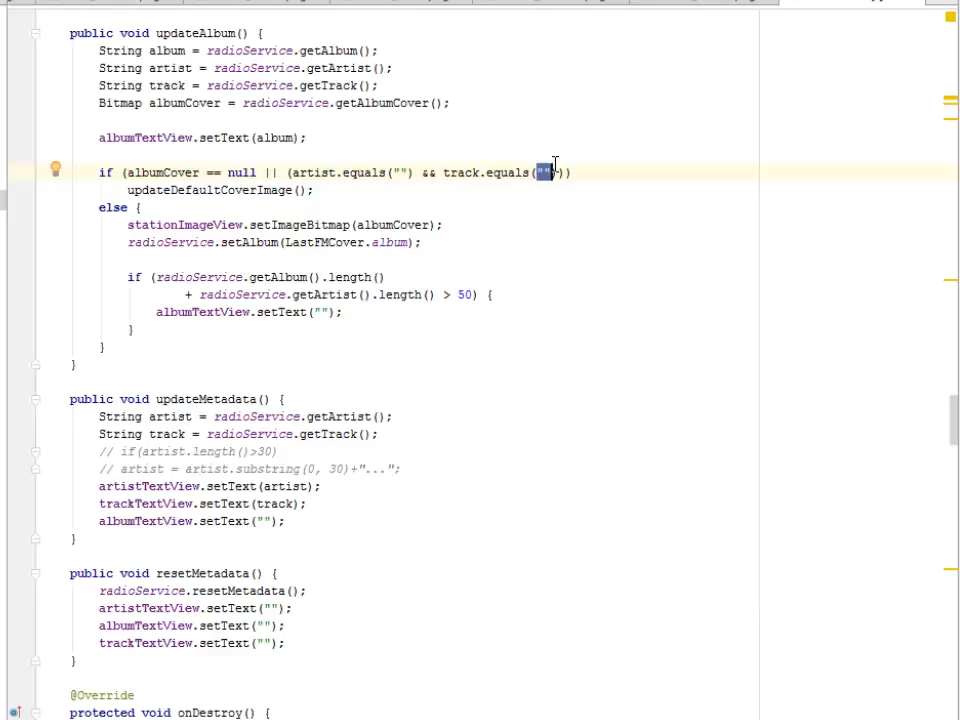 public void updateAlbum() {
String album = radioService.getAlbum();
String artist = radioService.getArtist();
String track = radioService.getTrack();
Bitmap albumCover = radioService.getAlbumCover();
albumTextView.setText(album);
if (albumCover == null || (artist.equals("") && track.equals("")))
updateDefaultCoverImage();
else {
stationImageView.setImageBitmap(albumCover);
radioService.setAlbum(LastFMCover.album);
if (radioService.getAlbum().length()
+ radioService.getArtist().length() > 50) {
albumTextView.setText("");
}
}
}
public void updateMetadata() {
String artist = radioService.getArtist();
String track = radioService.getTrack();
// if(artist.length()>30)
// artist = artist.substring(0, 30)+"...";
artistTextView.setText(artist);
trackTextView.setText(track);
albumTextView.setText("");
}
public void resetMetadata() {
radioService.resetMetadata();
artistTextView.setText("");
albumTextView.setText("");
trackTextView.setText("");
}
@Override
protected void onDestroy() {